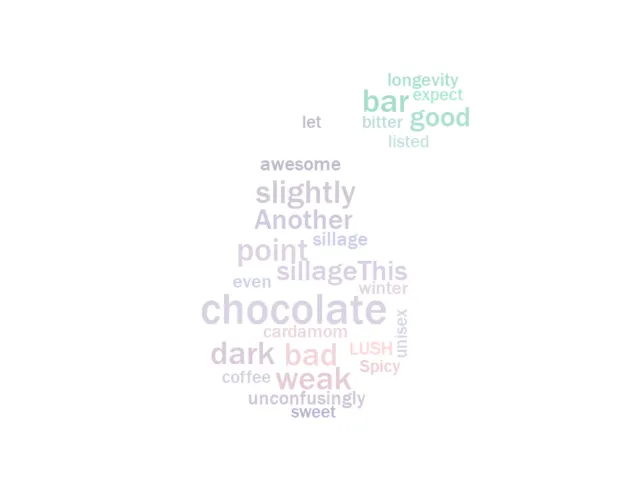 longevity
bar expect
let bitter good
listed
awesome
slightly
Another
point sillage
sillageThis
even winter
chocolate
unisex
cardamom
dark bad LUSH
Spicy
coffee weak
unconfusingly
sweet